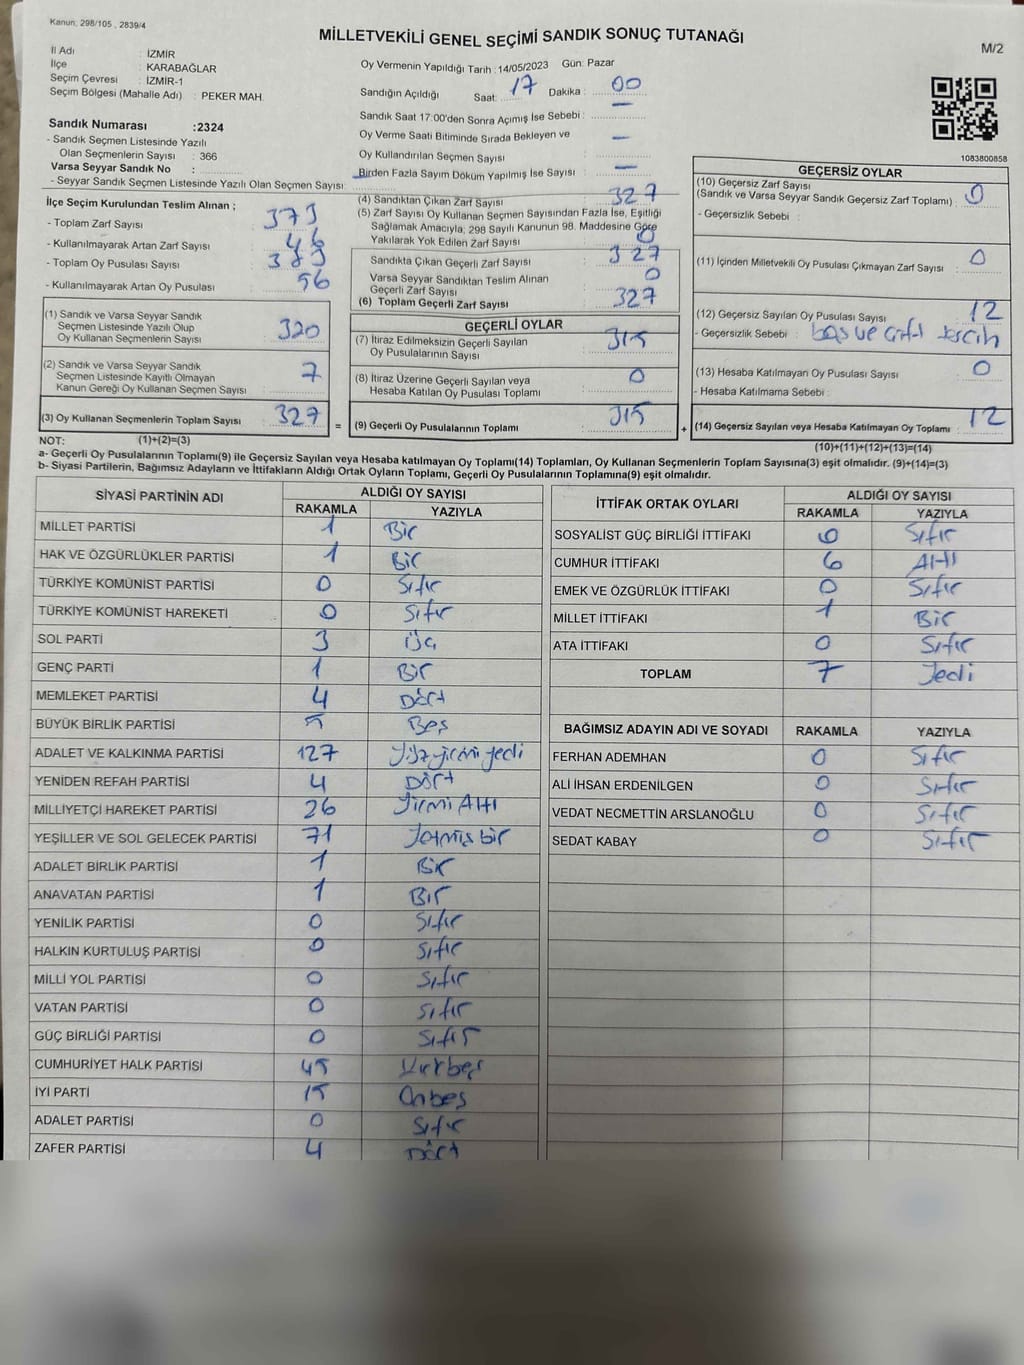 Kanun; 298/105 , 2839/4
MİLLETVEKİLİ GENEL SEÇİMİ SANDIK SONUÇ TUTANAĞI
M/2
İl Adı : İZMİR
İlçe : KARABAĞLAR
Seçim Çevresi : İZMİR-1
Seçim Bölgesi (Mahalle Adı) : PEKER MAH.
Sandık Numarası :2324
- Sandık Seçmen Listesinde Yazılı
Olan Seçmenlerin Sayısı : 366
Varsa Seyyar Sandık No :
- Seyyar Sandık Seçmen Listesinde Yazılı Olan Seçmen Sayısı:
Oy Vermenin Yapıldığı Tarih :14/05/2023 Gün: Pazar
Sandığın Açıldığı Saat: 17 Dakika : 00
Sandık Saat 17:00'den Sonra Açımış İse Sebebi : —
Oy Verme Saati Bitiminde Sırada Bekleyen ve
Oy Kullandırılan Seçmen Sayısı : —
Birden Fazla Sayım Döküm Yapılmış İse Sayısı : —
1083800858
İlçe Seçim Kurulundan Teslim Alınan ;
- Toplam Zarf Sayısı : 373
- Kullanılmayarak Artan Zarf Sayısı : 46
- Toplam Oy Pusulası Sayısı : 383
- Kullanılmayarak Artan Oy Pusulası : 56
(4) Sandıktan Çıkan Zarf Sayısı : 327
(5) Zarf Sayısı Oy Kullanan Seçmen Sayısından Fazla İse, Eşitliği
Sağlamak Amacıyla; 298 Sayılı Kanunun 98. Maddesine Göre
Yakılarak Yok Edilen Zarf Sayısı : 0
Sandıkta Çıkan Geçerli Zarf Sayısı : 327
Varsa Seyyar Sandıktan Teslim Alınan
Geçerli Zarf Sayısı : 0
(6) Toplam Geçerli Zarf Sayısı : 327
GEÇERSİZ OYLAR
(10) Geçersiz Zarf Sayısı
(Sandık ve Varsa Seyyar Sandık Geçersiz Zarf Toplamı) : 0
- Geçersizlik Sebebi :
(11) İçinden Milletvekili Oy Pusulası Çıkmayan Zarf Sayısı : 0
(12) Geçersiz Sayılan Oy Pusulası Sayısı : 12
- Geçersizlik Sebebi : boş ve çift tercih
(13) Hesaba Katılmayan Oy Pusulası Sayısı : 0
- Hesaba Katılmama Sebebi :
(14) Geçersiz Sayılan veya Hesaba Katılmayan Oy Toplamı : 12
(1) Sandık ve Varsa Seyyar Sandık
Seçmen Listesinde Yazılı Olup
Oy Kullanan Seçmenlerin Sayısı : 320
(2) Sandık ve Varsa Seyyar Sandık
Seçmen Listesinde Kayıtlı Olmayan
Kanun Gereği Oy Kullanan Seçmen Sayısı : 7
(3) Oy Kullanan Seçmenlerin Toplam Sayısı : 327 =
GEÇERLİ OYLAR
(7) İtiraz Edilmeksizin Geçerli Sayılan
Oy Pusulalarının Sayısı : 315
(8) İtiraz Üzerine Geçerli Sayılan veya
Hesaba Katılan Oy Pusulası Toplamı : 0
(9) Geçerli Oy Pusulalarının Toplamı : 315 +
NOT: (1)+(2)=(3)
(10)+(11)+(12)+(13)=(14)
a- Geçerli Oy Pusulalarının Toplamı(9) ile Geçersiz Sayılan veya Hesaba katılmayan Oy Toplamı(14) Toplamları, Oy Kullanan Seçmenlerin Toplam Sayısına(3) eşit olmalıdır. (9)+(14)=(3)
b- Siyasi Partilerin, Bağımsız Adayların ve İttifakların Aldığı Ortak Oyların Toplamı, Geçerli Oy Pusulalarının Toplamına(9) eşit olmalıdır.
SİYASİ PARTİNİN ADI ALDIĞI OY SAYISI
RAKAMLA YAZIYLA
MİLLET PARTİSİ 1 Bir
HAK VE ÖZGÜRLÜKLER PARTİSİ 1 Bir
TÜRKİYE KOMÜNİST PARTİSİ 0 Sıfır
TÜRKİYE KOMÜNİST HAREKETİ 0 Sıfır
SOL PARTİ 3 üç
GENÇ PARTİ 1 Bir
MEMLEKET PARTİSİ 4 Dört
BÜYÜK BİRLİK PARTİSİ 5 Beş
ADALET VE KALKINMA PARTİSİ 127 Yüz yirmi yedi
YENİDEN REFAH PARTİSİ 4 Dört
MİLLİYETÇİ HAREKET PARTİSİ 26 Yirmi Altı
YEŞİLLER VE SOL GELECEK PARTİSİ 71 Yetmiş bir
ADALET BİRLİK PARTİSİ 1 Bir
ANAVATAN PARTİSİ 1 Bir
YENİLİK PARTİSİ 0 Sıfır
HALKIN KURTULUŞ PARTİSİ 0 Sıfır
MİLLİ YOL PARTİSİ 0 Sıfır
VATAN PARTİSİ 0 Sıfır
GÜÇ BİRLİĞİ PARTİSİ 0 Sıfır
CUMHURİYET HALK PARTİSİ 45 Kırkbeş
İYİ PARTİ 15 Onbeş
ADALET PARTİSİ 0 Sıfır
ZAFER PARTİSİ 4 Dört
İTTİFAK ORTAK OYLARI ALDIĞI OY SAYISI
RAKAMLA YAZIYLA
SOSYALİST GÜÇ BİRLİĞİ İTTİFAKI 0 Sıfır
CUMHUR İTTİFAKI 6 Altı
EMEK VE ÖZGÜRLÜK İTTİFAKI 0 Sıfır
MİLLET İTTİFAKI 1 Bir
ATA İTTİFAKI 0 Sıfır
TOPLAM 7 Yedi
BAĞIMSIZ ADAYIN ADI VE SOYADI RAKAMLA YAZIYLA
FERHAN ADEMHAN 0 Sıfır
ALİ İHSAN ERDENİLGEN 0 Sıfır
VEDAT NECMETTİN ARSLANOĞLU 0 Sıfır
SEDAT KABAY 0 Sıfır